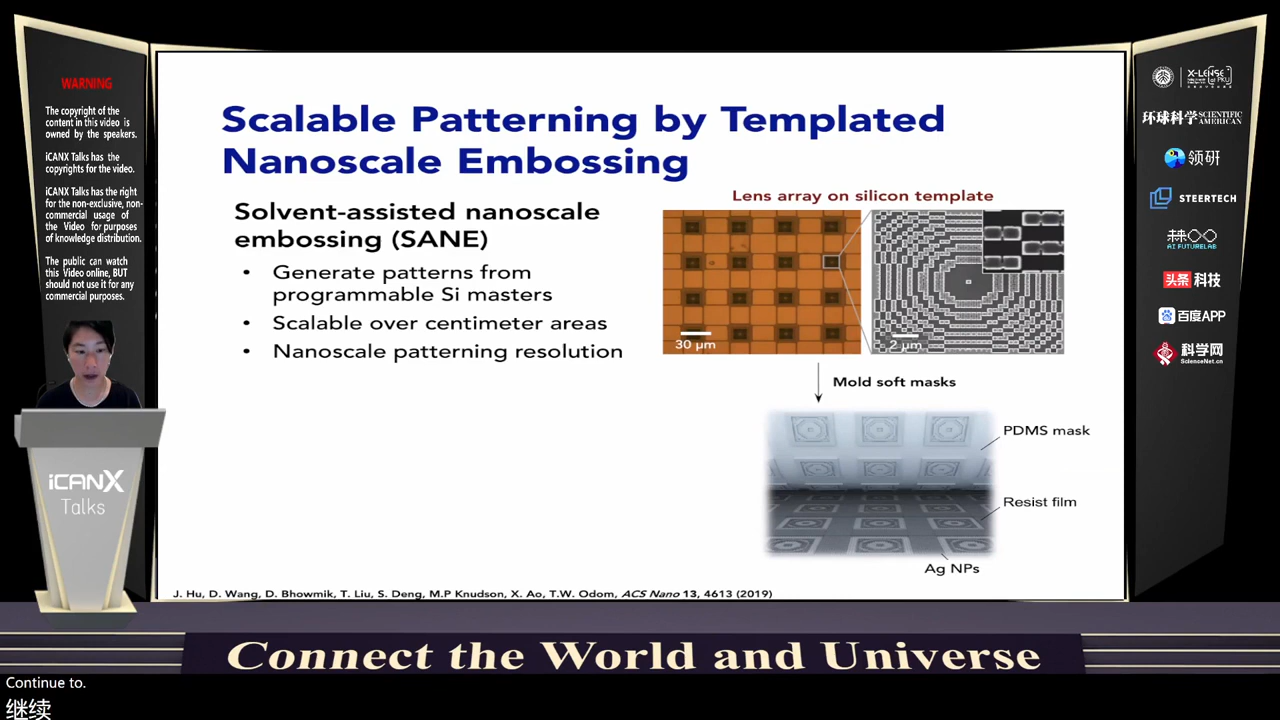 WARNING
The copyright of the
content in this video is
owned by the speakers.
iCANX Talks has the
copyrights for the video.
iCANX Talks has the right
for the non-exclusive, non-
commercial usage of
the Video for purposes
of knowledge distribution.
The public can watch
this Video online, BUT
should not use it for any
commercial purposes.
iCANX
Talks
Scalable Patterning by Templated
Nanoscale Embossing
Solvent-assisted nanoscale
embossing (SANE)
• Generate patterns from
programmable Si masters
• Scalable over centimeter areas
• Nanoscale patterning resolution
Lens array on silicon template
30 μm
2 μm
Mold soft masks
PDMS mask
Resist film
Ag NPs
J. Hu, D. Wang, D. Bhowmik, T. Liu, S. Deng, M.P Knudson, X. Ao, T.W. Odom, ACS Nano 13, 4613 (2019)
X-LENSE
环球科学 SCIENTIFIC AMERICAN
领研
STEERTECH
AI FUTURELAB
头条 科技
百度APP
科学网
ScienceNet.cn
Connect the World and Universe
Continue to.
继续